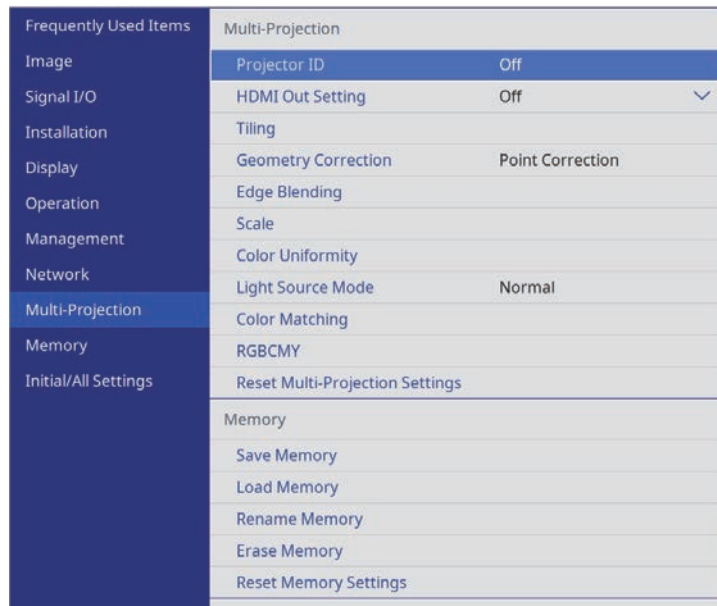 Frequently Used Items
Image
Signal I/O
Installation
Display
Operation
Management
Network
Multi-Projection
Memory
Initial/All Settings
Multi-Projection
Projector ID Off
HDMI Out Setting Off
Tiling
Geometry Correction Point Correction
Edge Blending
Scale
Color Uniformity
Light Source Mode Normal
Color Matching
RGBCMY
Reset Multi-Projection Settings
Memory
Save Memory
Load Memory
Rename Memory
Erase Memory
Reset Memory Settings